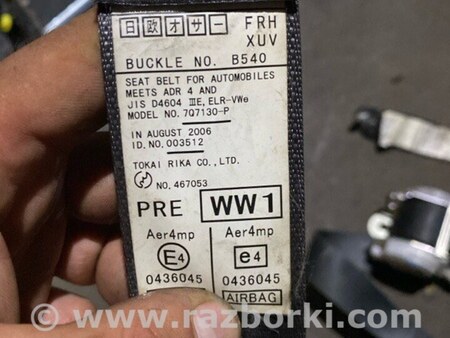 日欧オサー FRH
XUV
BUCKLE NO. B540
SEAT BELT FOR AUTOMOBILES
MEETS ADR 4 AND
JIS D4604 ⅢE, ELR-VWe
MODEL NO. 7Q7130-P
IN AUGUST 2006
ID. NO. 003512
TOKAI RIKA CO., LTD.
NO. 467053
PRE WW1
Aer4mp Aer4mp
E4 e4
0436045 0436045
AIRBAG
www.razborki.com